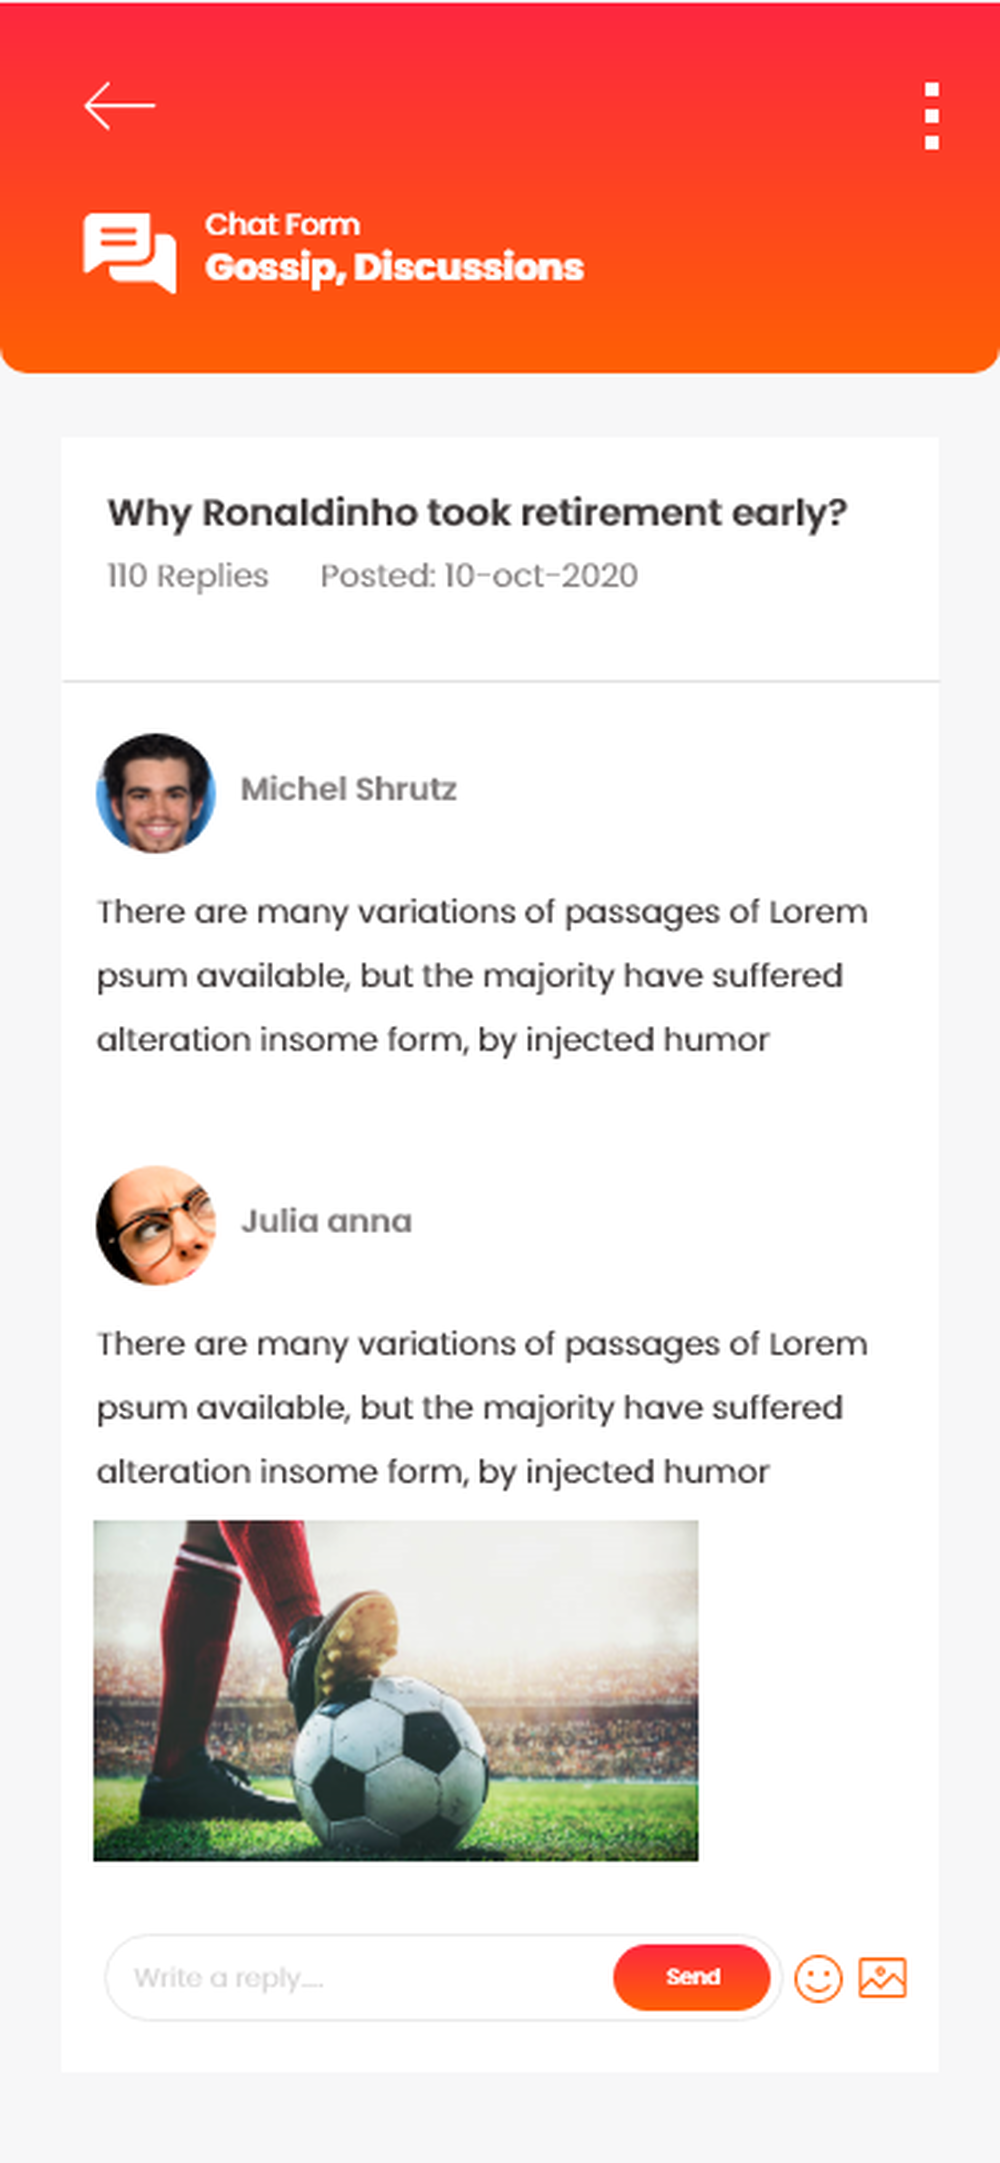 Chat Form
Gossip, Discussions
Why Ronaldinho took retirement early?
110 Replies Posted: 10-oct-2020
Michel Shrutz
There are many variations of passages of Lorem
psum available, but the majority have suffered
alteration insome form, by injected humor
Julia anna
There are many variations of passages of Lorem
psum available, but the majority have suffered
alteration insome form, by injected humor
Write a reply.... Send